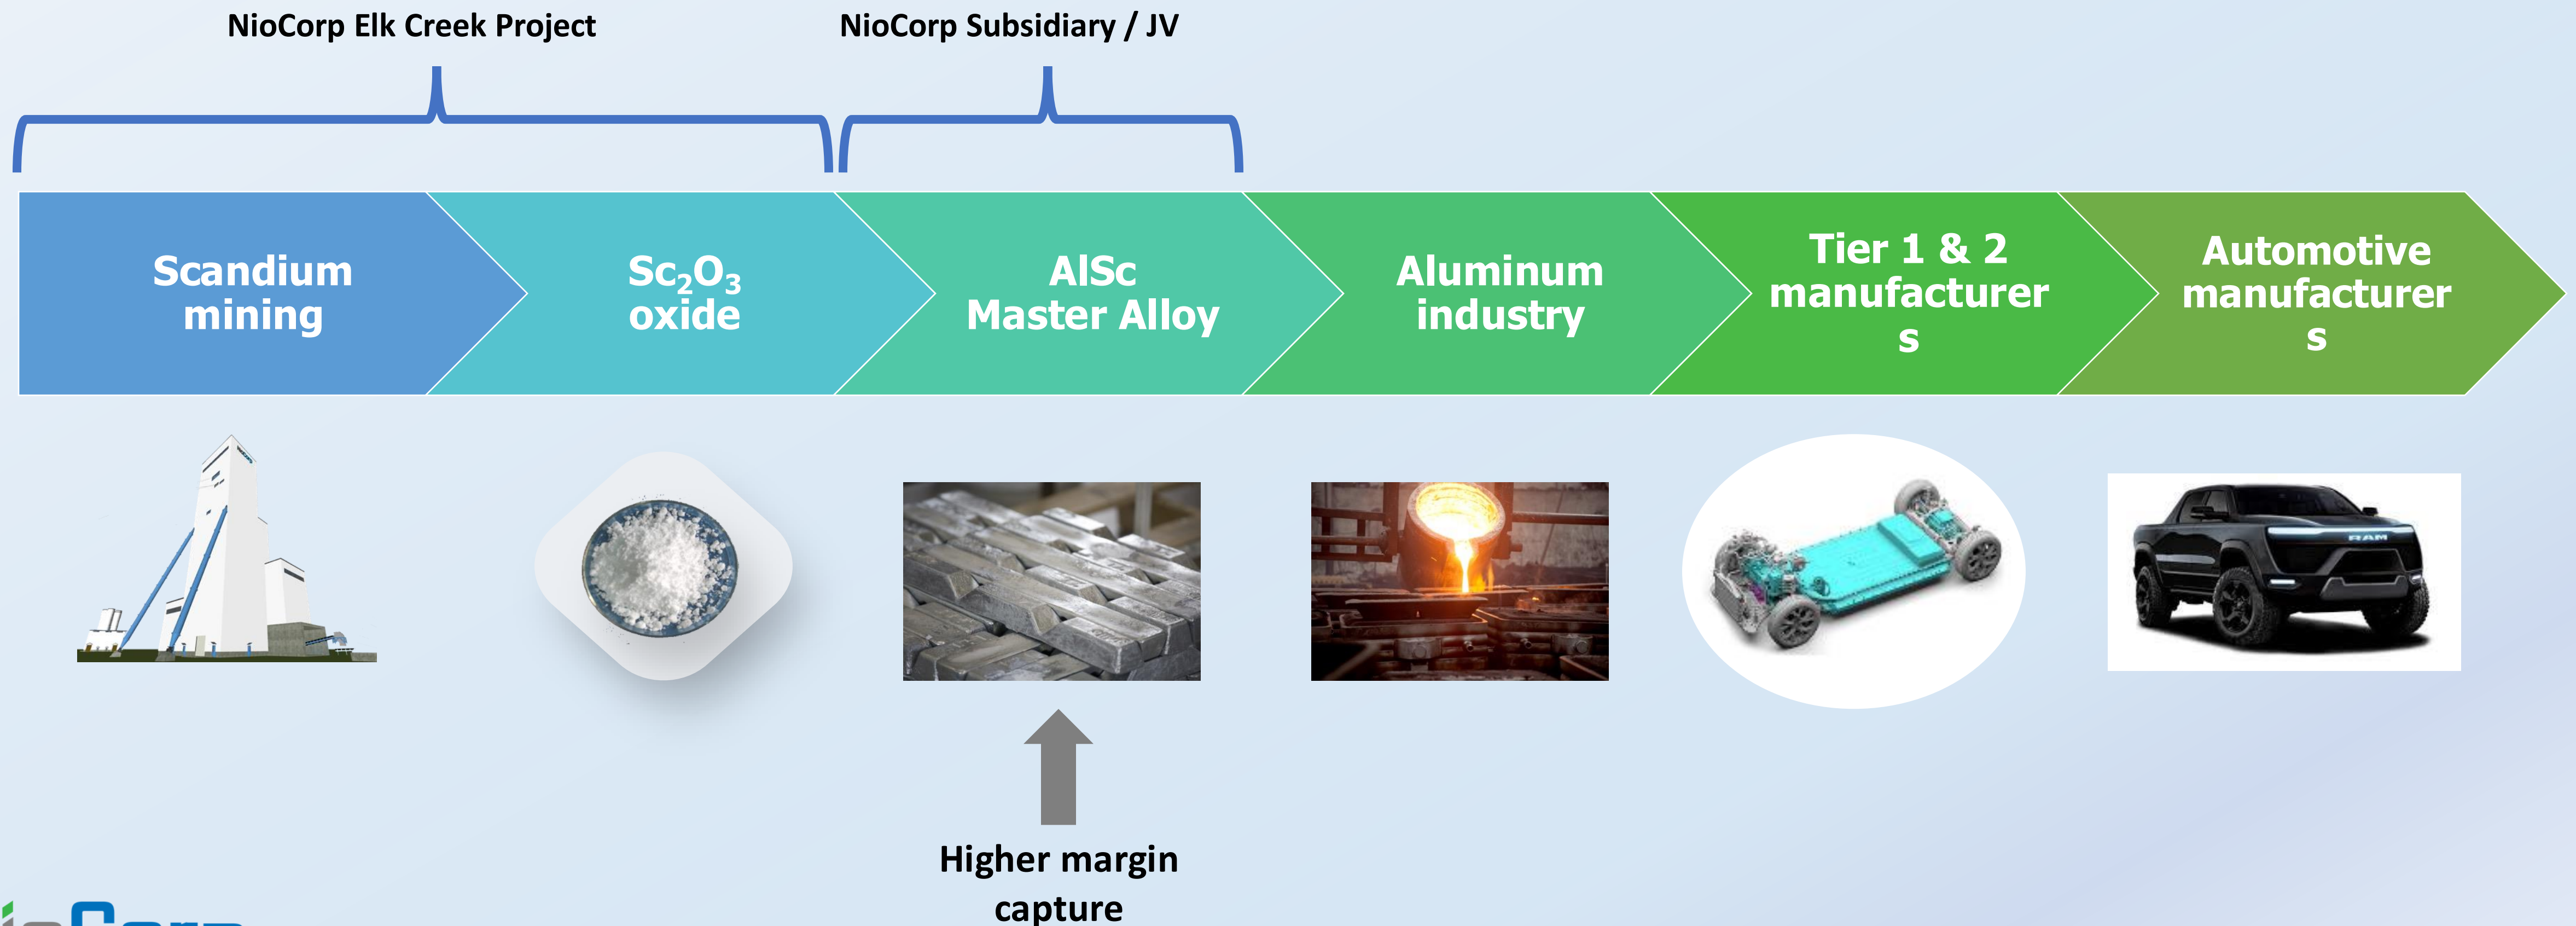 NioCorp Elk Creek Project
NioCorp Subsidiary / JV
Scandium
mining
Sc₂O₃
oxide
AlSc
Master Alloy
Aluminum
industry
Tier 1 & 2
manufacturer
s
Automotive
manufacturer
s
RAM
Higher margin
capture